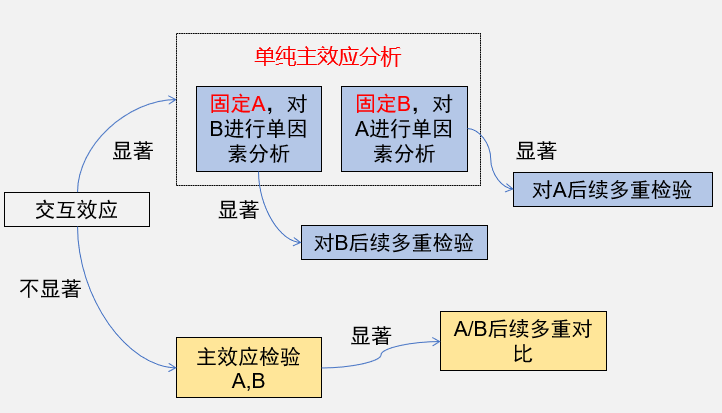 单纯主效应分析
固定A，对
B进行单因
素分析
固定B，对
A进行单因
素分析
显著
显著
对A后续多重检验
交互效应
显著
对B后续多重检验
不显著
主效应检验
A,B
显著
A/B后续多重对
比